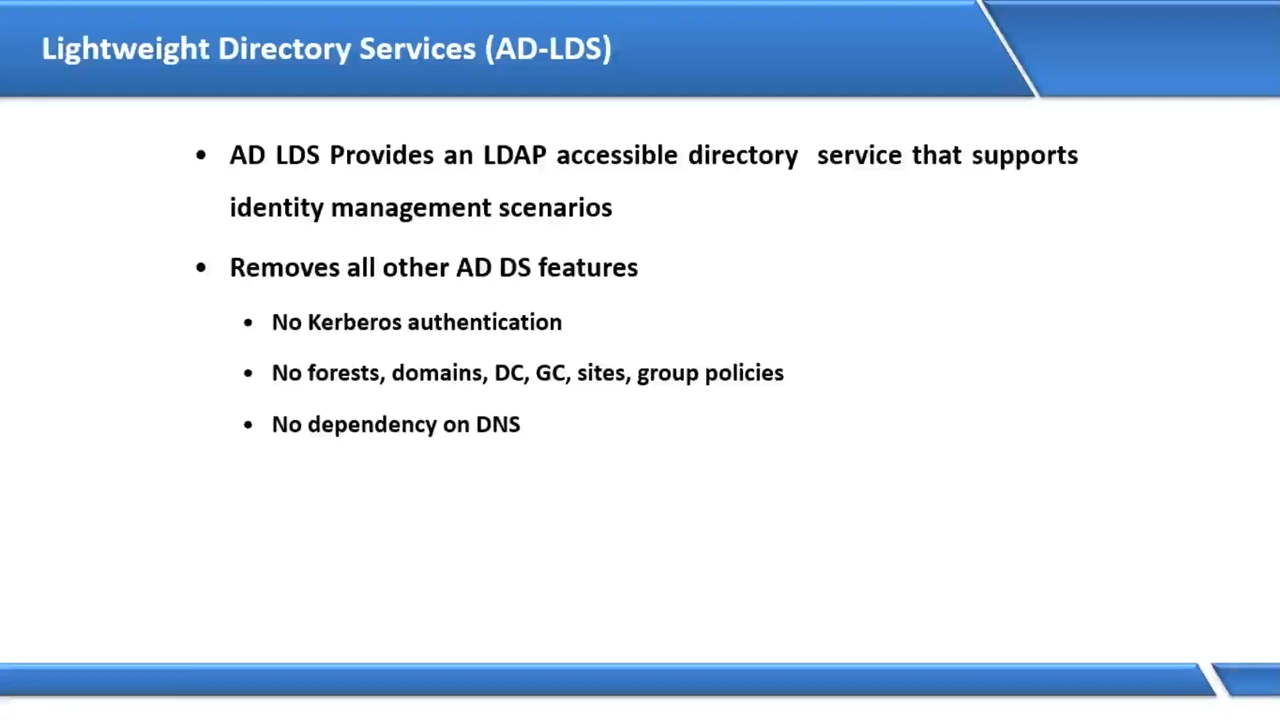 Lightweight Directory Services (AD-LDS)
• AD LDS Provides an LDAP accessible directory service that supports
identity management scenarios
• Removes all other AD DS features
• No Kerberos authentication
• No forests, domains, DC, GC, sites, group policies
• No dependency on DNS